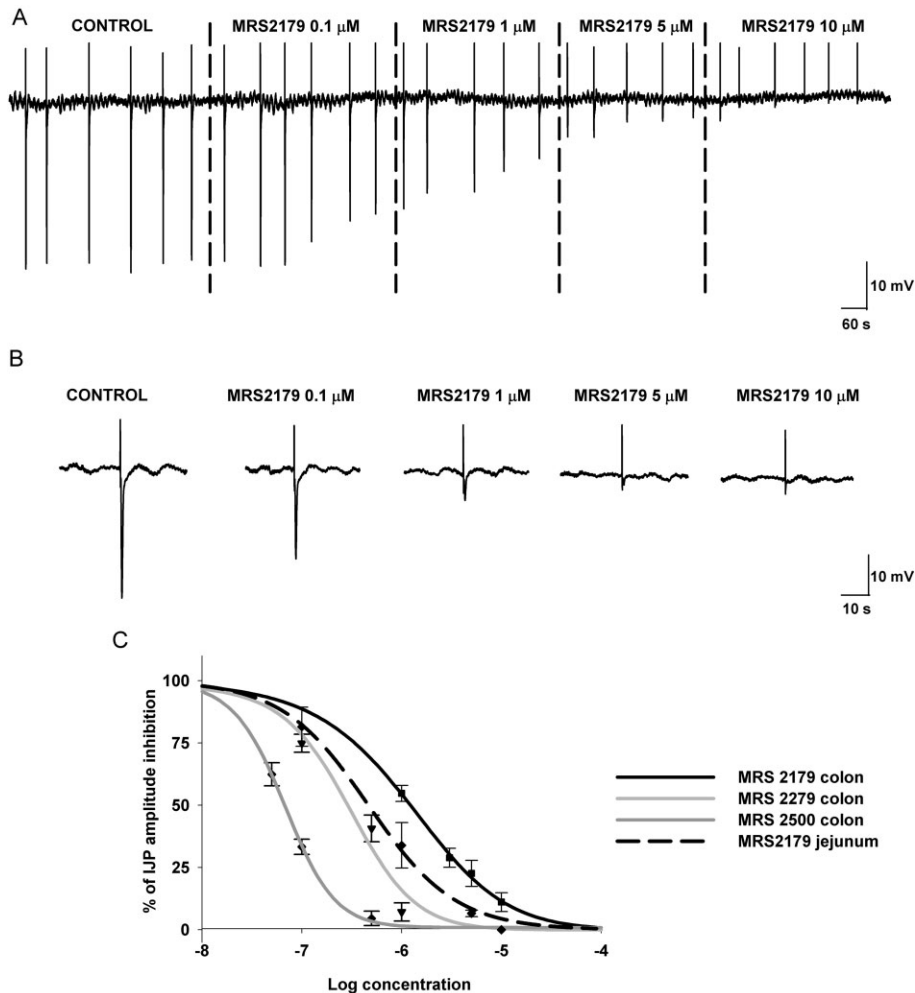 A
CONTROL MRS2179 0.1 μM MRS2179 1 μM MRS2179 5 μM MRS2179 10 μM
10 mV
60 s
B
CONTROL MRS2179 0.1 μM MRS2179 1 μM MRS2179 5 μM MRS2179 10 μM
10 mV
10 s
C
% of IJP amplitude inhibition
100
75
50
25
0
-8 -7 -6 -5 -4
Log concentration
MRS 2179 colon
MRS 2279 colon
MRS 2500 colon
MRS2179 jejunum